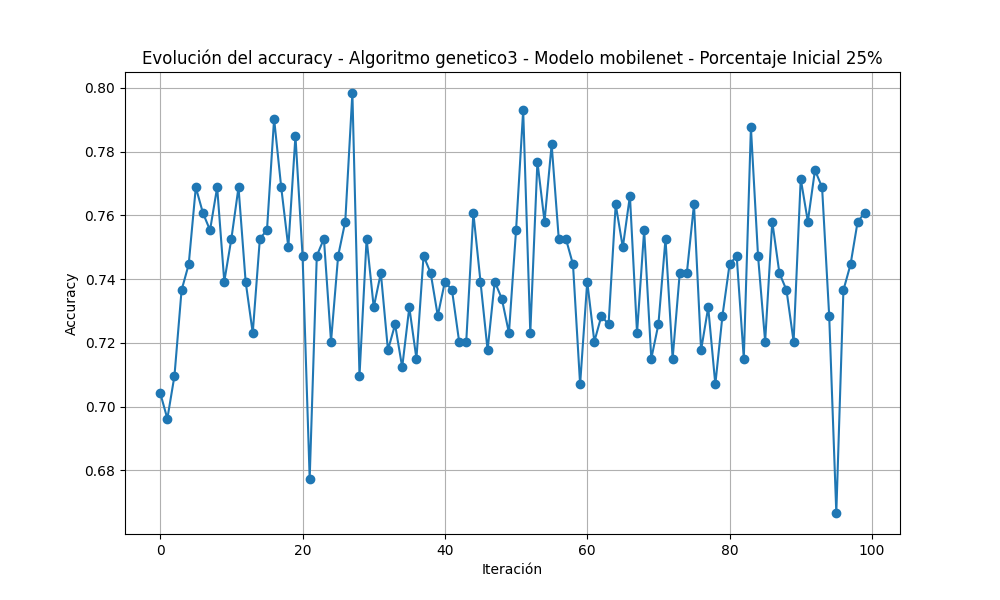 Evolución del accuracy - Algoritmo genetico3 - Modelo mobilenet - Porcentaje Inicial 25%
0.80
0.78
0.76
0.74
0.72
0.70
0.68
Accuracy
0 20 40 60 80 100
Iteración